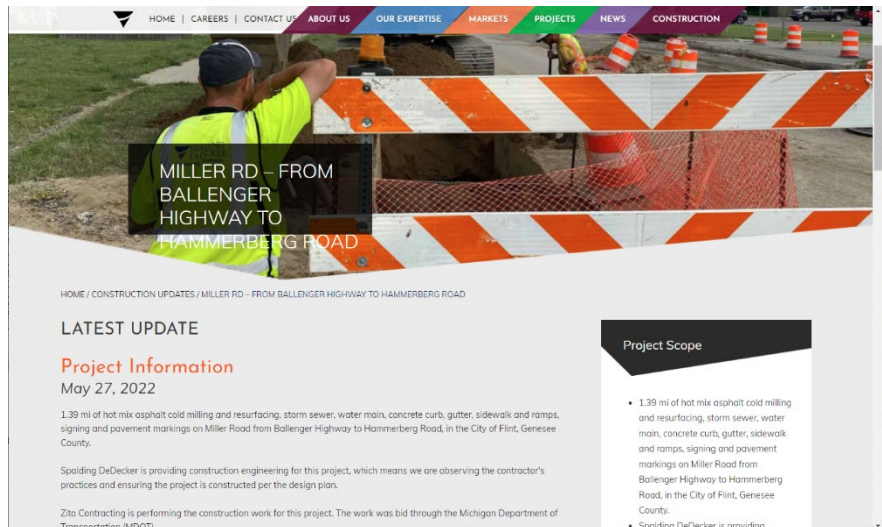 HOME | CAREERS | CONTACT US ABOUT US OUR EXPERTISE MARKETS PROJECTS NEWS CONSTRUCTION
MILLER RD – FROM
BALLENGER
HIGHWAY TO
HAMMERBERG ROAD
HOME / CONSTRUCTION UPDATES / MILLER RD – FROM BALLENGER HIGHWAY TO HAMMERBERG ROAD
LATEST UPDATE
Project Information
May 27, 2022
1.39 mi of hot mix asphalt cold milling and resurfacing, storm sewer, water main, concrete curb, gutter, sidewalk and ramps,
signing and pavement markings on Miller Road from Ballenger Highway to Hammerberg Road, in the City of Flint, Genesee
County.
Spalding DeDecker is providing construction engineering for this project, which means we are observing the contractor's
practices and ensuring the project is constructed per the design plan.
Zito Contracting is performing the construction work for this project. The work was bid through the Michigan Department of
Transportation (MDOT)
Project Scope
• 1.39 mi of hot mix asphalt cold milling
and resurfacing, storm sewer, water
main, concrete curb, gutter, sidewalk
and ramps, signing and pavement
markings on Miller Road from
Ballenger Highway to Hammerberg
Road, in the City of Flint, Genesee
County.
• Spalding DeDecker is providing